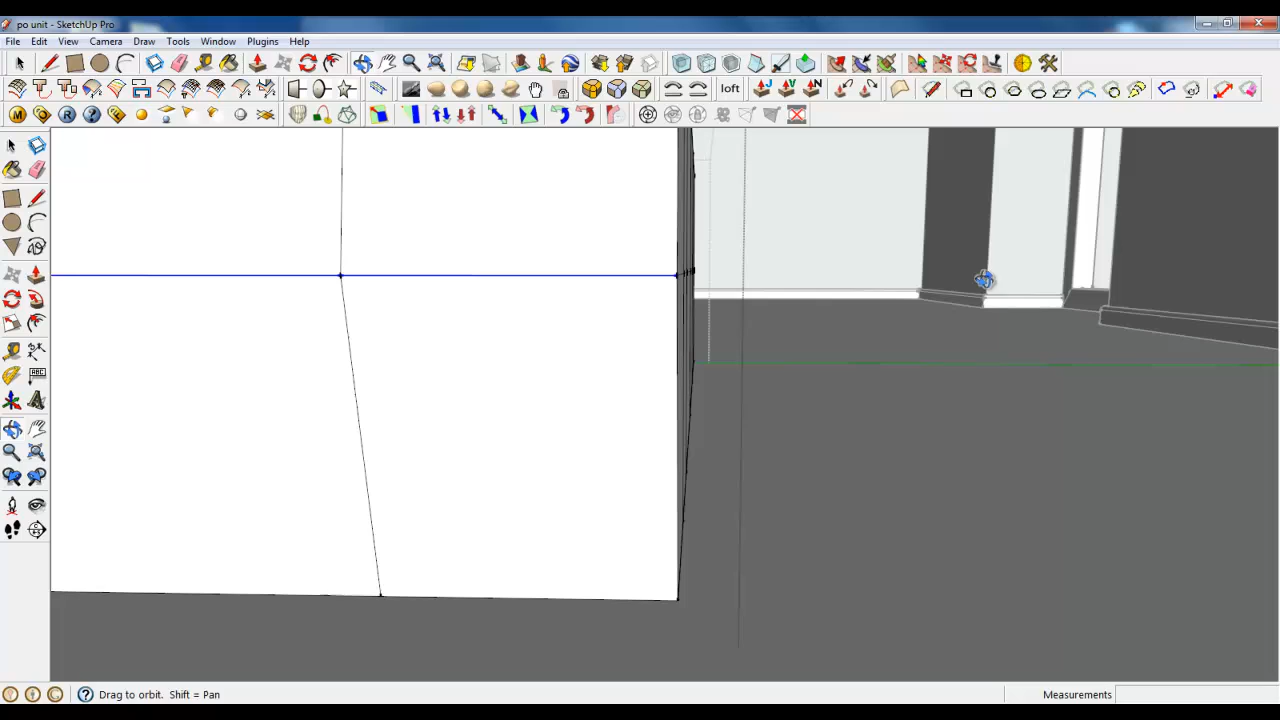 po unit - SketchUp Pro
File Edit View Camera Draw Tools Window Plugins Help
loft
Drag to orbit. Shift = Pan
Measurements